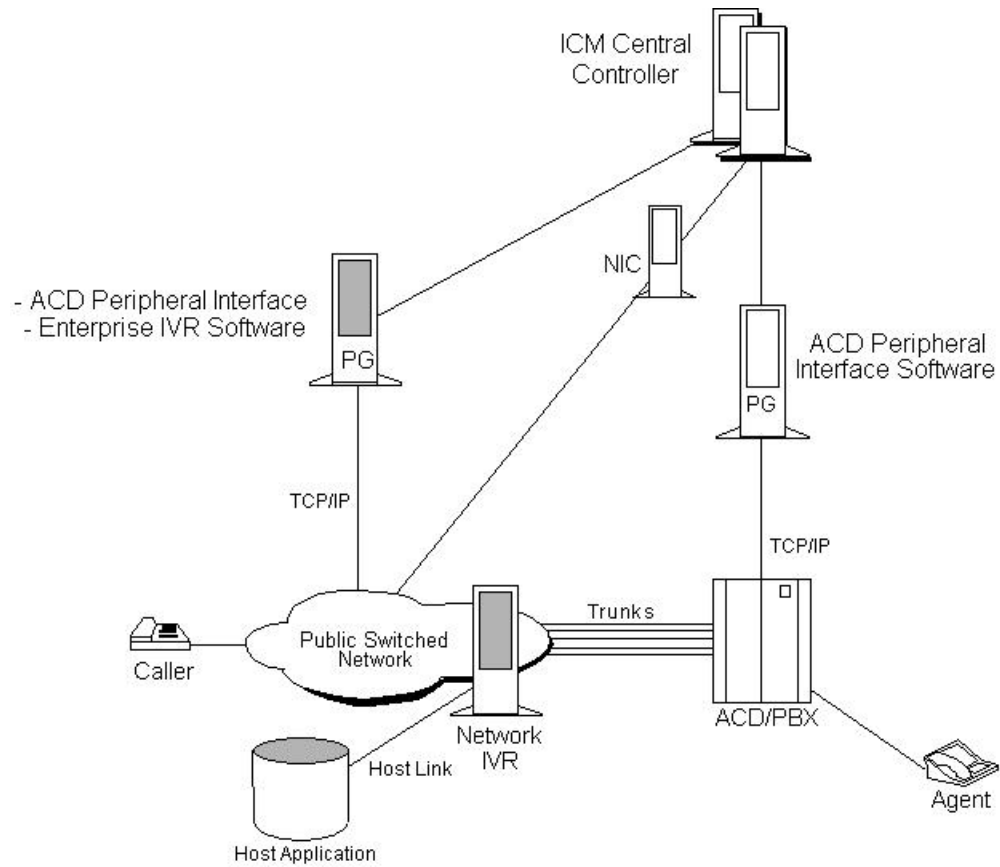 ICM Central
Controller
NIC
- ACD Peripheral Interface
- Enterprise IVR Software
PG
ACD Peripheral
Interface Software
PG
TCP/IP
TCP/IP
Trunks
Public Switched
Network
Caller
ACD/PBX
Network
IVR
Host Link
Agent
Host Application